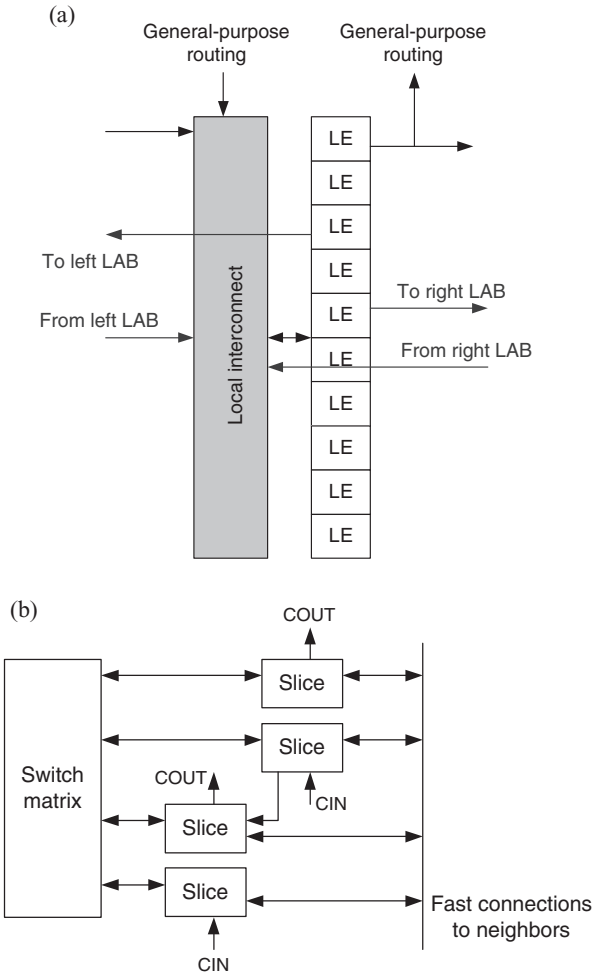 (a)
General-purpose
routing
General-purpose
routing
LE
LE
LE
To left LAB
LE
To right LAB
LE
From left LAB
Local interconnect
From right LAB
LE
LE
LE
LE
LE
(b)
COUT
Slice
Slice
Switch
matrix
COUT
CIN
Slice
Slice
Fast connections
to neighbors
CIN